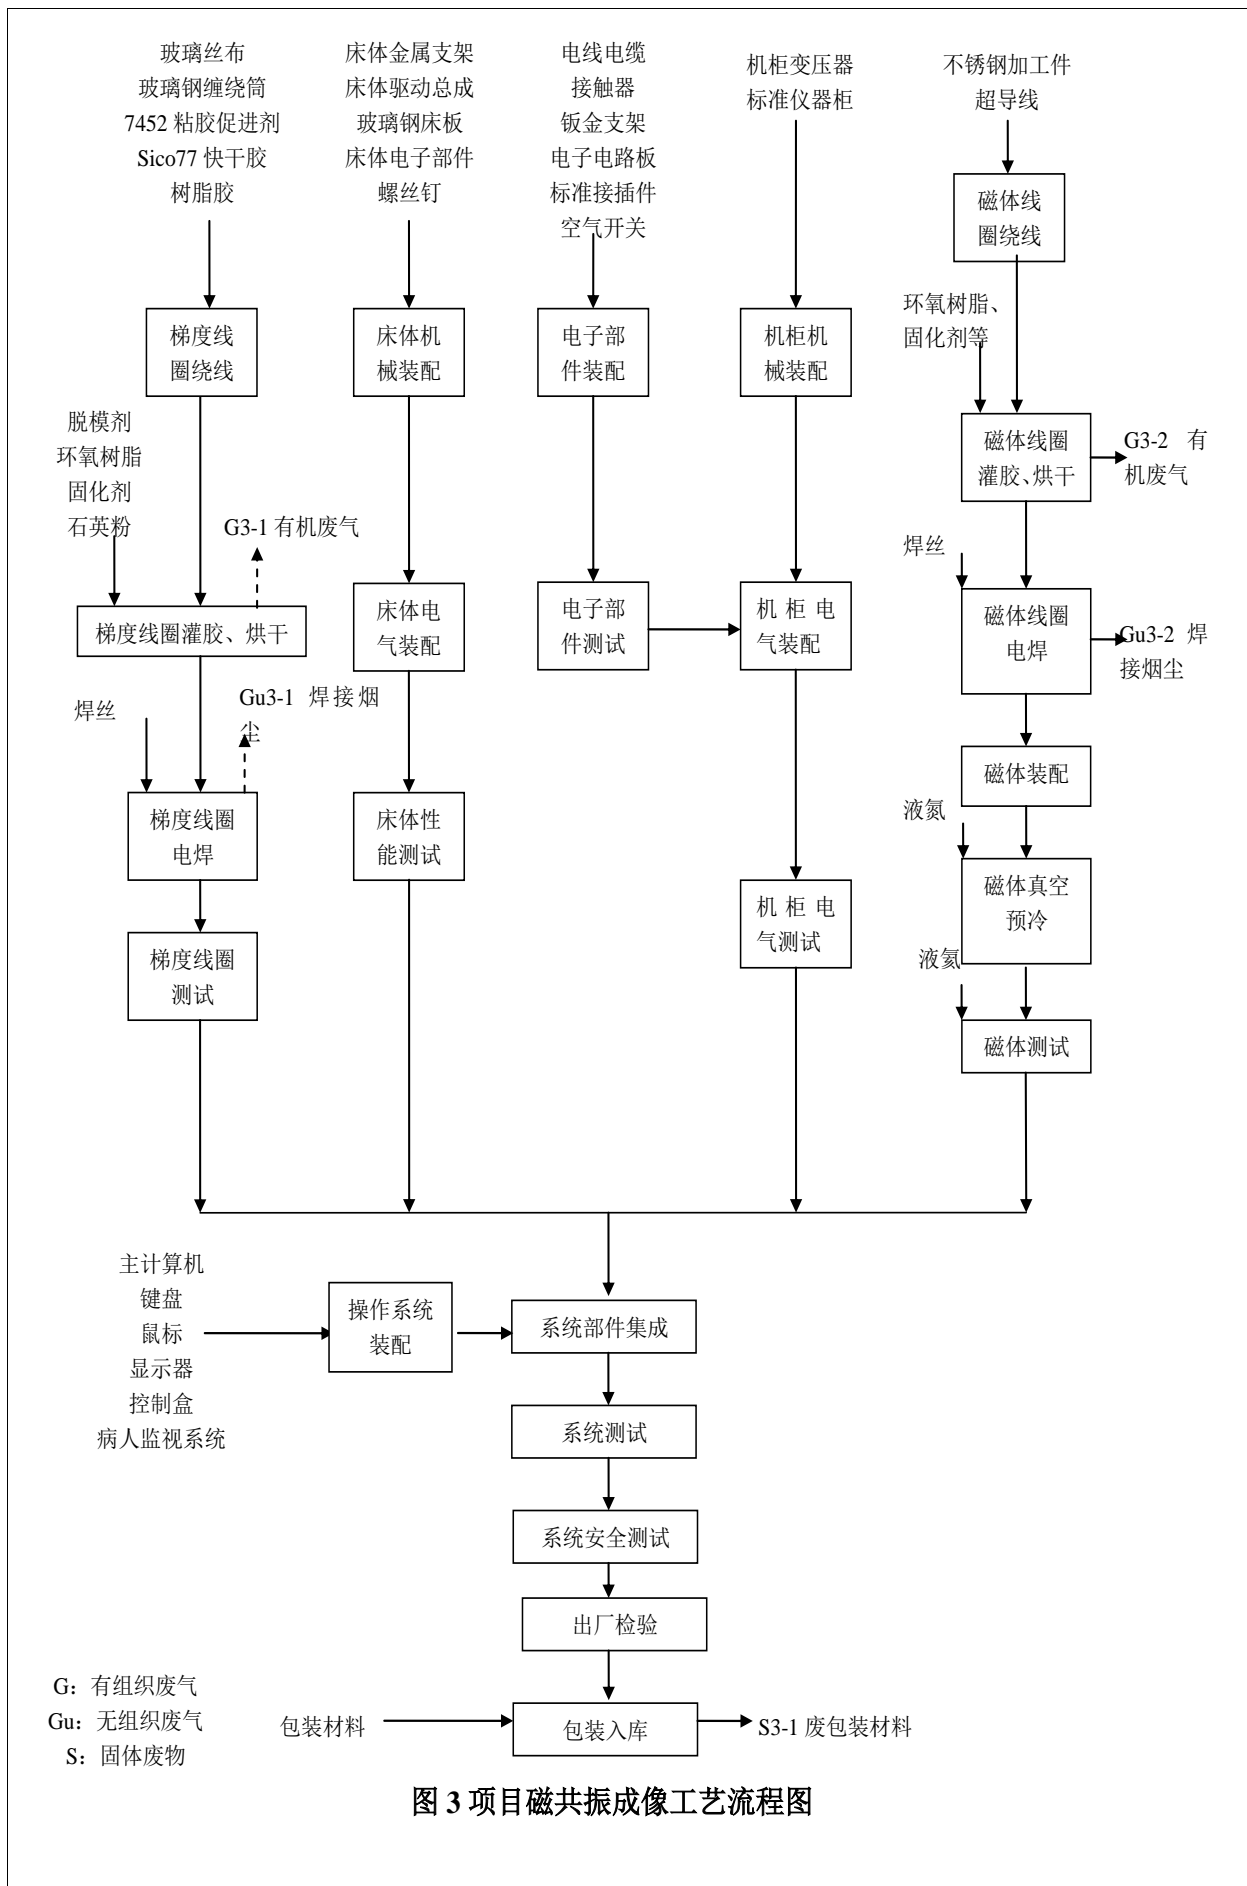 玻璃丝布
玻璃钢缠绕筒
7452 粘胶促进剂
Sico77 快干胶
树脂胶
床体金属支架
床体驱动总成
玻璃钢床板
床体电子部件
螺丝钉
电线电缆
接触器
钣金支架
电子电路板
标准接插件
空气开关
机柜变压器
标准仪器柜
不锈钢加工件
超导线
磁体线
圈绕线
环氧树脂、
固化剂等
梯度线
圈绕线
床体机
械装配
电子部
件装配
机柜机
械装配
脱模剂
环氧树脂
固化剂
石英粉
磁体线圈
灌胶、烘干
G3-2 有
机废气
G3-1 有机废气
焊丝
梯度线圈灌胶、烘干
床体电
气装配
电子部
件测试
机柜电
气装配
磁体线圈
电焊
Gu3-2 焊
接烟尘
焊丝
Gu3-1 焊接烟
尘
磁体装配
梯度线圈
电焊
床体性
能测试
液氮
磁体真空
预冷
机柜电
气测试
梯度线圈
测试
液氦
磁体测试
主计算机
键盘
鼠标
显示器
控制盒
病人监视系统
操作系统
装配
系统部件集成
系统测试
系统安全测试
出厂检验
G：有组织废气
Gu：无组织废气
S：固体废物
包装材料
包装入库
S3-1 废包装材料
图 3 项目磁共振成像工艺流程图